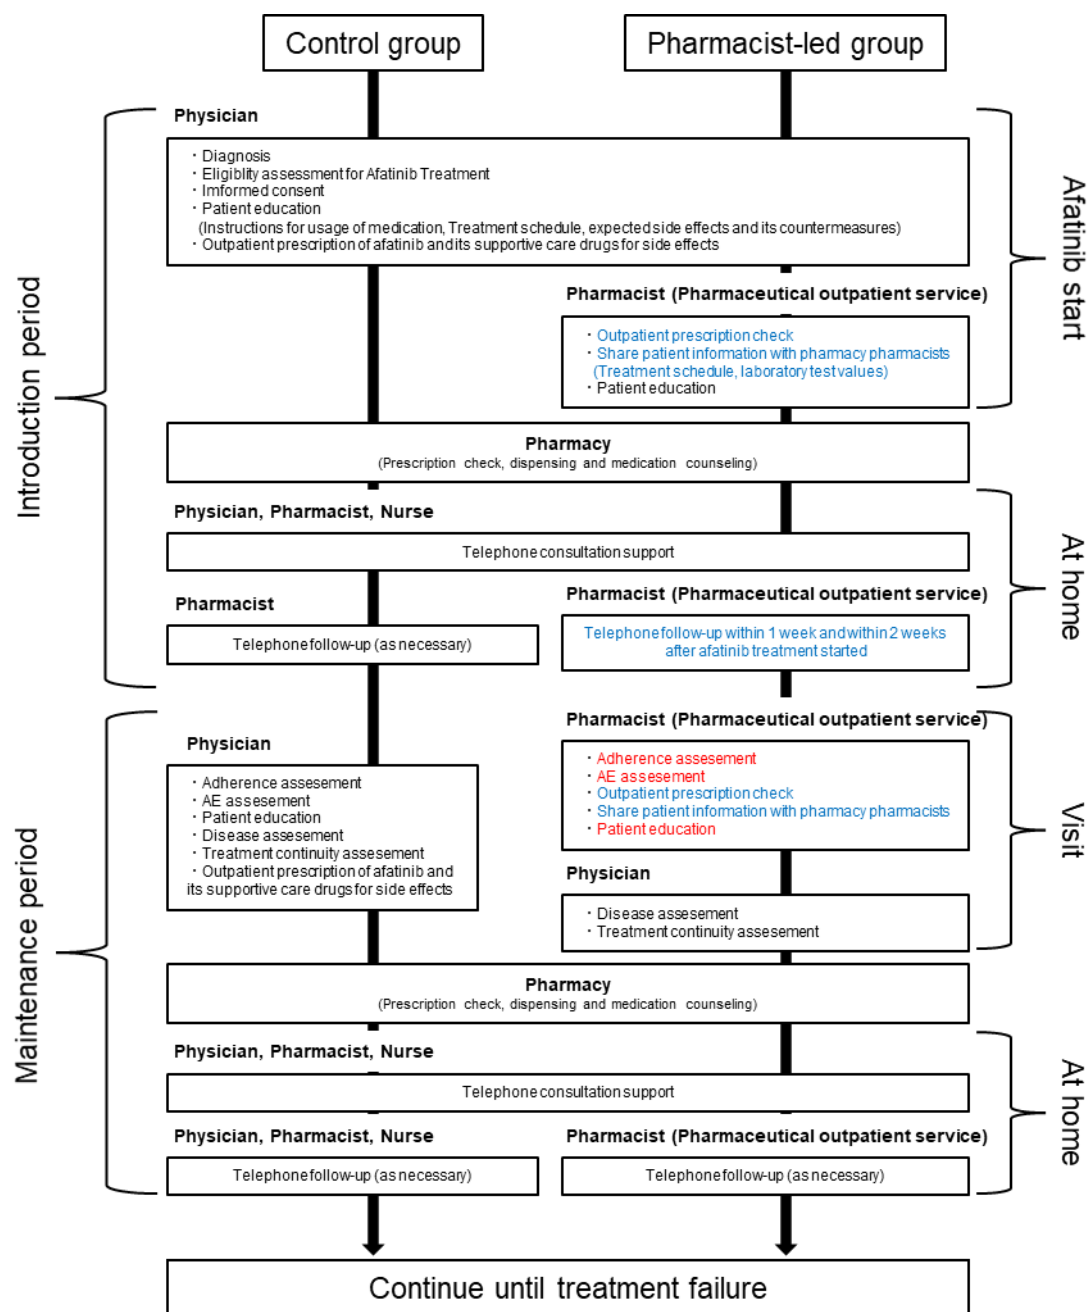 Control group
Pharmacist-led group
Introduction period
Afatinib start
Physician
・Diagnosis
・Eligiblity assessment for Afatinib Treatment
・Imformed consent
・Patient education
(Instructions for usage of medication, Treatment schedule, expected side effects and its countermeasures)
・Outpatient prescription of afatinib and its supportive care drugs for side effects
Pharmacist (Pharmaceutical outpatient service)
・Outpatient prescription check
・Share patient information with pharmacy pharmacists
(Treatment schedule, laboratory test values)
・Patient education
Pharmacy
(Prescription check, dispensing and medication counseling)
At home
Physician, Pharmacist, Nurse
Telephone consultation support
Pharmacist
Telephone follow-up (as necessary)
Pharmacist (Pharmaceutical outpatient service)
Telephone follow-up within 1 week and within 2 weeks
after afatinib treatment started
Maintenance period
Visit
Physician
・Adherence assesement
・AE assesement
・Patient education
・Disease assesement
・Treatment continuity assesement
・Outpatient prescription of afatinib and
its supportive care drugs for side effects
Pharmacist (Pharmaceutical outpatient service)
・Adherence assesement
・AE assesement
・Outpatient prescription check
・Share patient information with pharmacy pharmacists
・Patient education
Physician
・Disease assesement
・Treatment continuity assesement
Pharmacy
(Prescription check, dispensing and medication counseling)
At home
Physician, Pharmacist, Nurse
Telephone consultation support
Physician, Pharmacist, Nurse
Telephone follow-up (as necessary)
Pharmacist (Pharmaceutical outpatient service)
Telephone follow-up (as necessary)
Continue until treatment failure